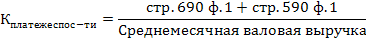 Кплатежеспос−ти = стр. 690 ф. 1 + стр. 590 ф. 1
Среднемесячная валовая выручка